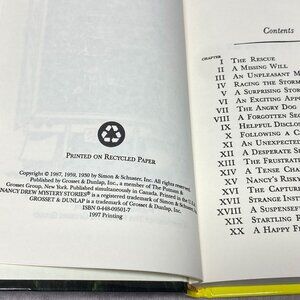 PRINTED ON RECYCLED PAPER
Copyright © 1987, 1959, 1930 by Simon & Schuster, Inc. All rights reserved.
Published by Grosset & Dunlap, Inc., a member of The Putnam &
Grosset Group, New York. Published simultaneously in Canada. Printed in the
NANCY DREW MYSTERY STORIES® is a registered trademark of Simon & Schuster,
GROSSET & DUNLAP is a trademark of Grosset & Dunlap, Inc.
ISBN 0-448-09501-7
1997 Printing
Contents
CHAPTER
I THE RESCUE
II A MISSING WILL
III AN UNPLEASANT M
IV RACING THE STORM
V A SURPRISING STOR
VI AN EXCITING APPO
VII THE ANGRY DOG
VIII A FORGOTTEN SEC
IX HELPFUL DISCLOS
X FOLLOWING A C
XI AN UNEXPECTED
XII A DESPERATE S
XIII THE FRUSTRATI
XIV A TENSE CHA
XV NANCY'S RISKY
XVI THE CAPTUR
XVII STRANGE INST
XVIII A SUSPENSEFU
XIX STARTLING
XX A HAPPY F